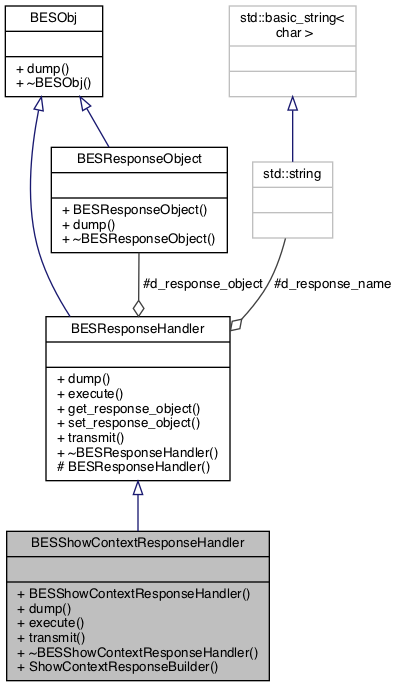 BESObj
+ dump()
+ ~BESObj()
std::basic_string<
char >
BESResponseObject
+ BESResponseObject()
+ dump()
+ ~BESResponseObject()
std::string
#d_response_object
#d_response_name
BESResponseHandler
+ dump()
+ execute()
+ get_response_object()
+ set_response_object()
+ transmit()
+ ~BESResponseHandler()
# BESResponseHandler()
BESShowContextResponseHandler
+ BESShowContextResponseHandler()
+ dump()
+ execute()
+ transmit()
+ ~BESShowContextResponseHandler()
+ ShowContextResponseBuilder()